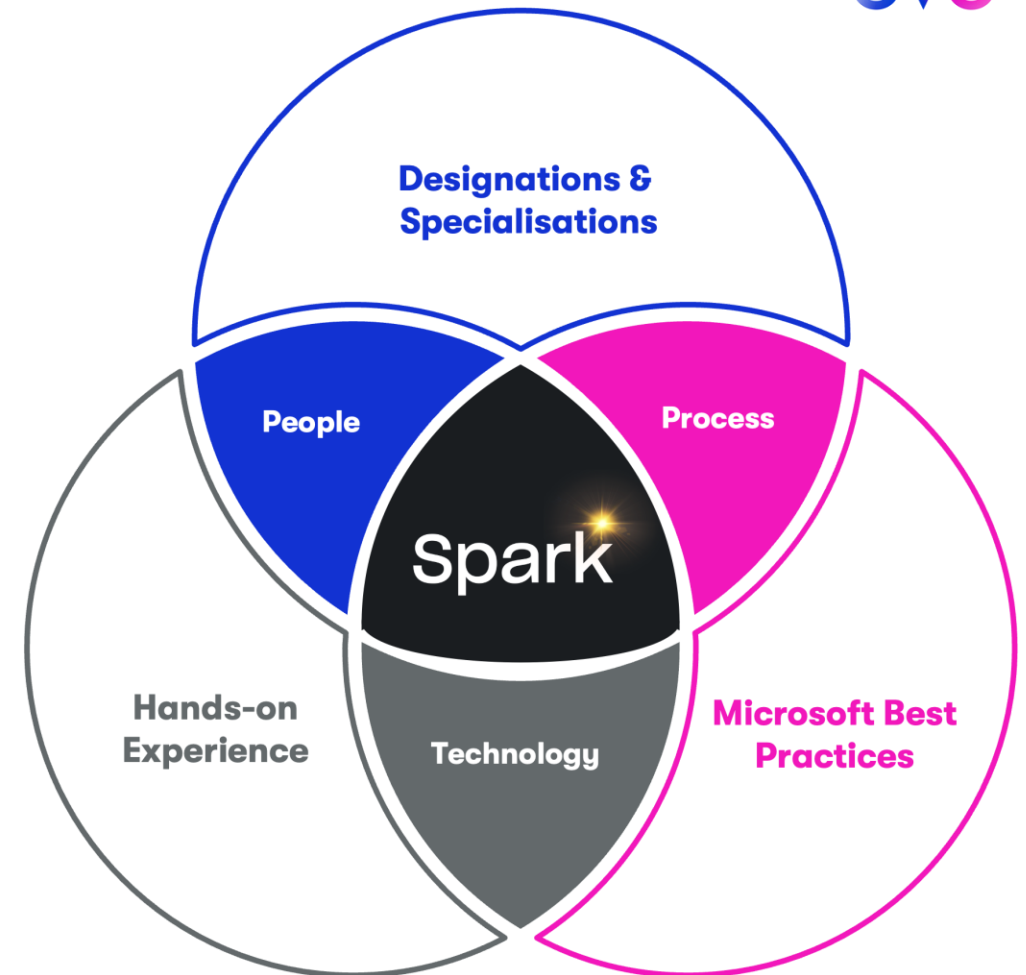 Designations &
Specialisations
People
Process
Spark
Hands-on
Experience
Technology
Microsoft Best
Practices